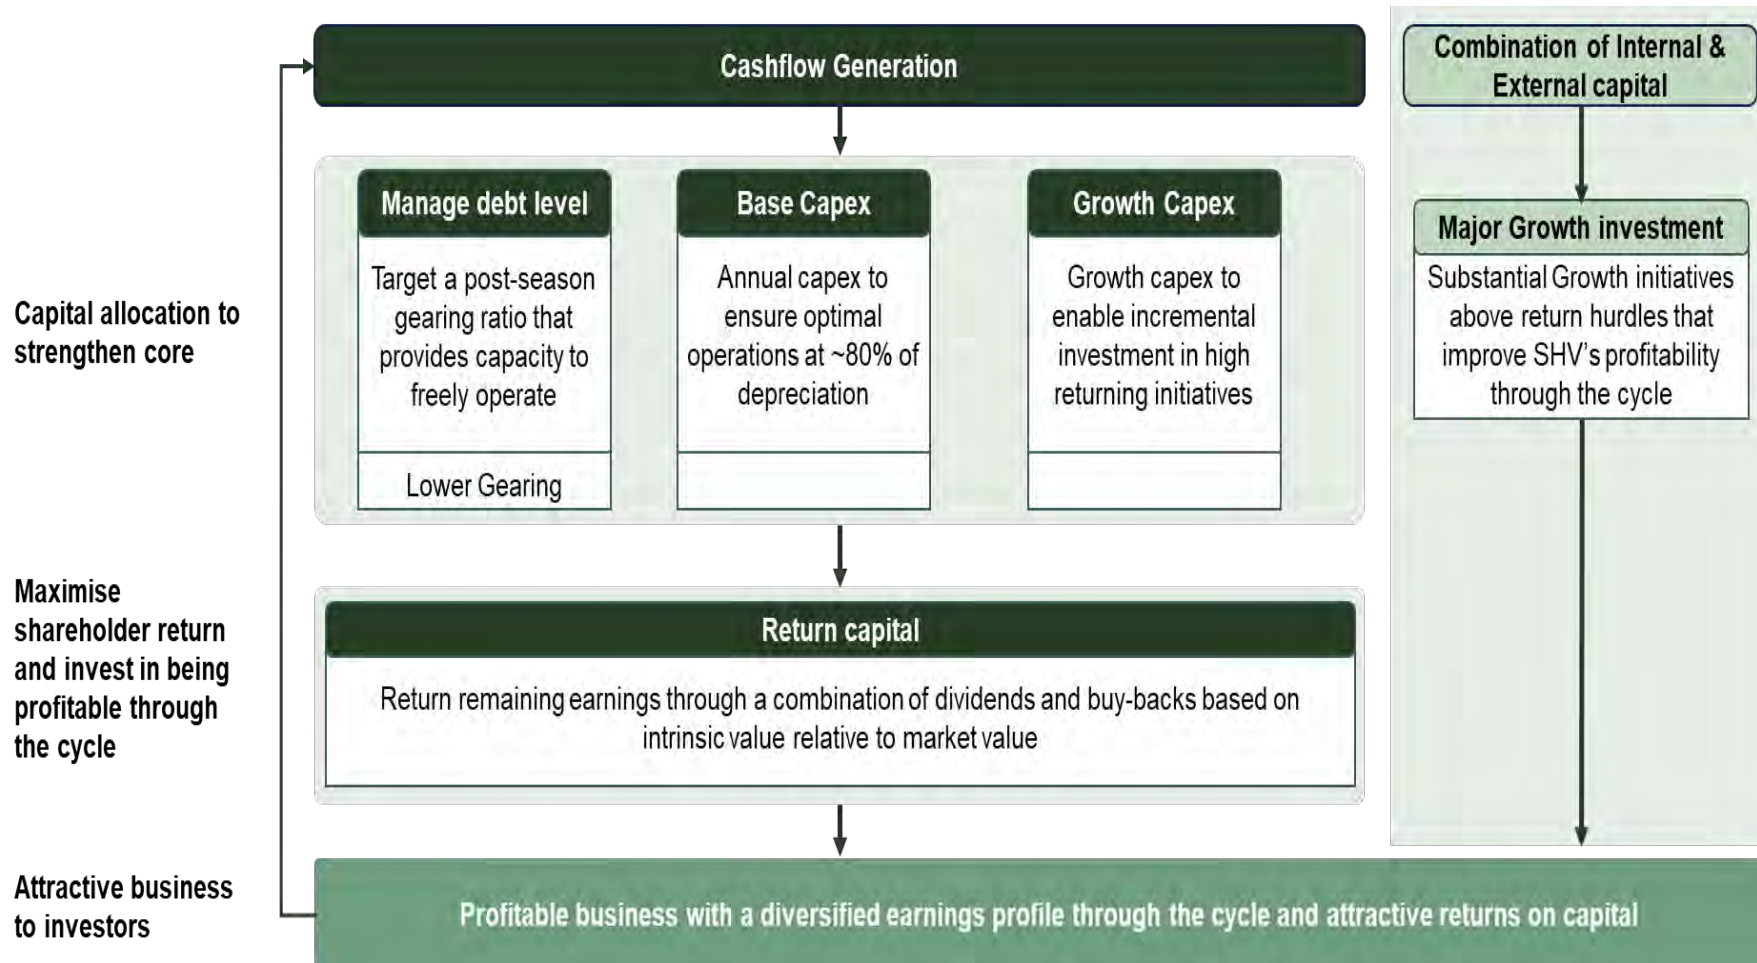 Cashflow Generation
Combination of Internal &
External capital
Capital allocation to
strengthen core
Manage debt level
Target a post-season
gearing ratio that
provides capacity to
freely operate
Lower Gearing
Base Capex
Annual capex to
ensure optimal
operations at ~80% of
depreciation
Growth Capex
Growth capex to
enable incremental
investment in high
returning initiatives
Major Growth investment
Substantial Growth initiatives
above return hurdles that
improve SHV's profitability
through the cycle
Maximise
shareholder return
and invest in being
profitable through
the cycle
Return capital
Return remaining earnings through a combination of dividends and buy-backs based on
intrinsic value relative to market value
Attractive business
to investors
Profitable business with a diversified earnings profile through the cycle and attractive returns on capital